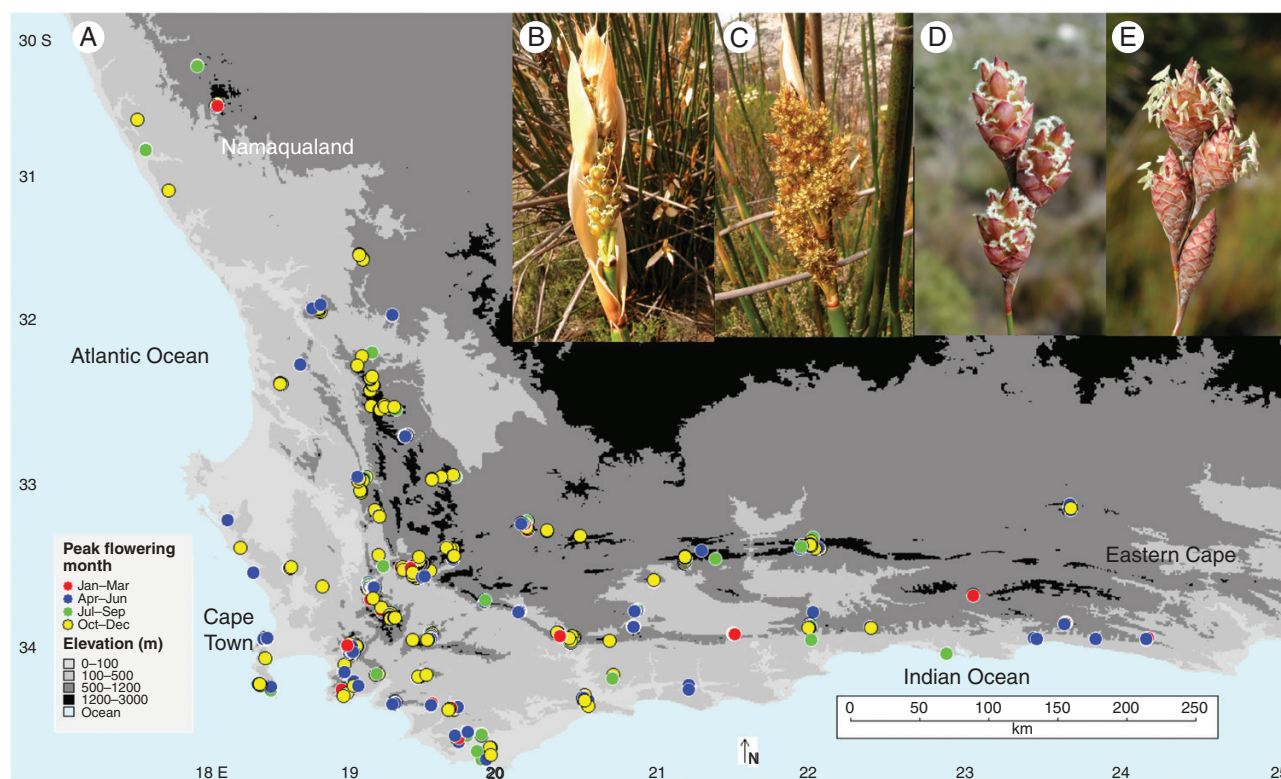 30 S
A
B
C
D
E
Namaqualand
31
32
Atlantic Ocean
33
Peak flowering
month
Jan–Mar
Apr–Jun
Jul–Sep
Oct–Dec
Elevation (m)
0–100
100–500
500–1200
1200–3000
Ocean
Cape
Town
Eastern Cape
34
Indian Ocean
0 50 100 150 200 250
km
N
18 E 19 20 21 22 23 24